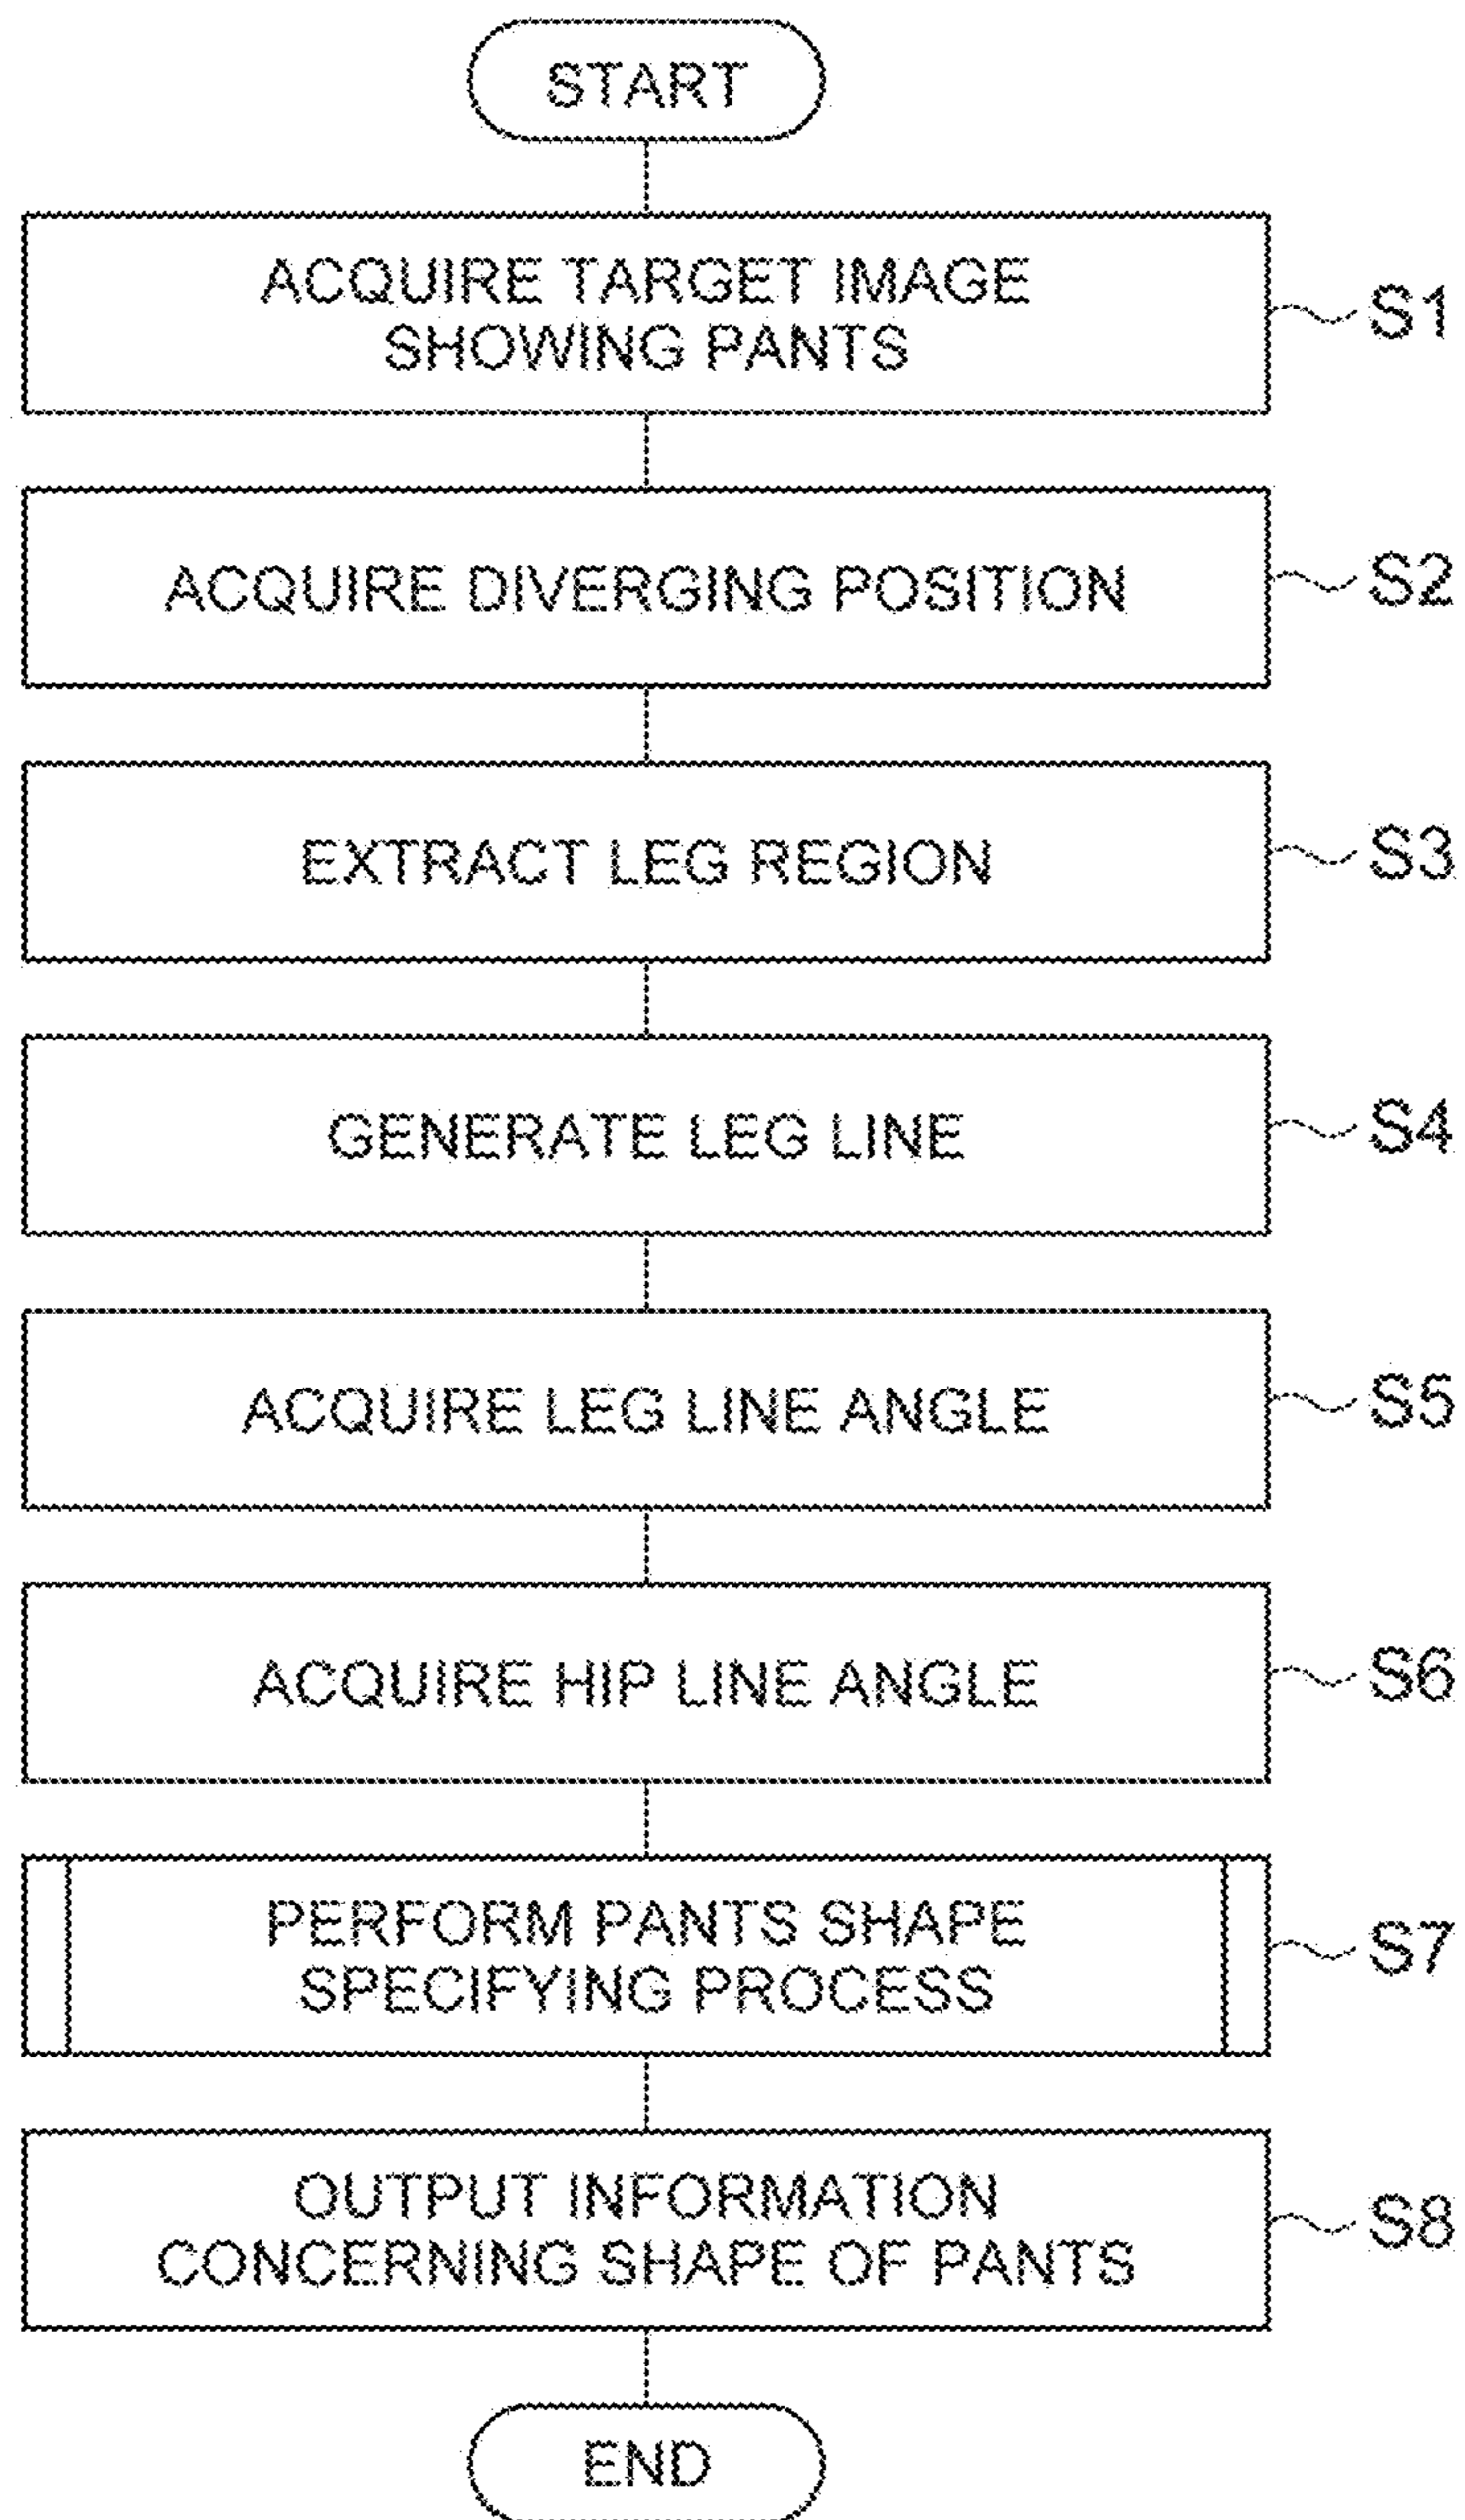 START
ACQUIRE TARGET IMAGE
SHOWING PANTS
S1
ACQUIRE DIVERGING POSITION
S2
EXTRACT LEG REGION
S3
GENERATE LEG LINE
S4
ACQUIRE LEG LINE ANGLE
S5
ACQUIRE HIP LINE ANGLE
S6
PERFORM PANTS SHAPE
SPECIFYING PROCESS
S7
OUTPUT INFORMATION
CONCERNING SHAPE OF PANTS
S8
END